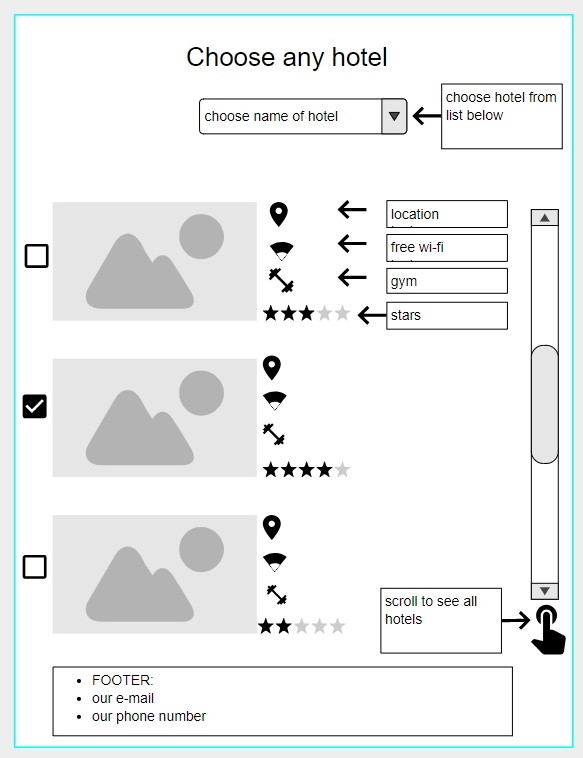 Choose any hotel
choose name of hotel
choose hotel from
list below
location
free wi-fi
gym
stars
scroll to see all
hotels
FOOTER:
our e-mail
our phone number